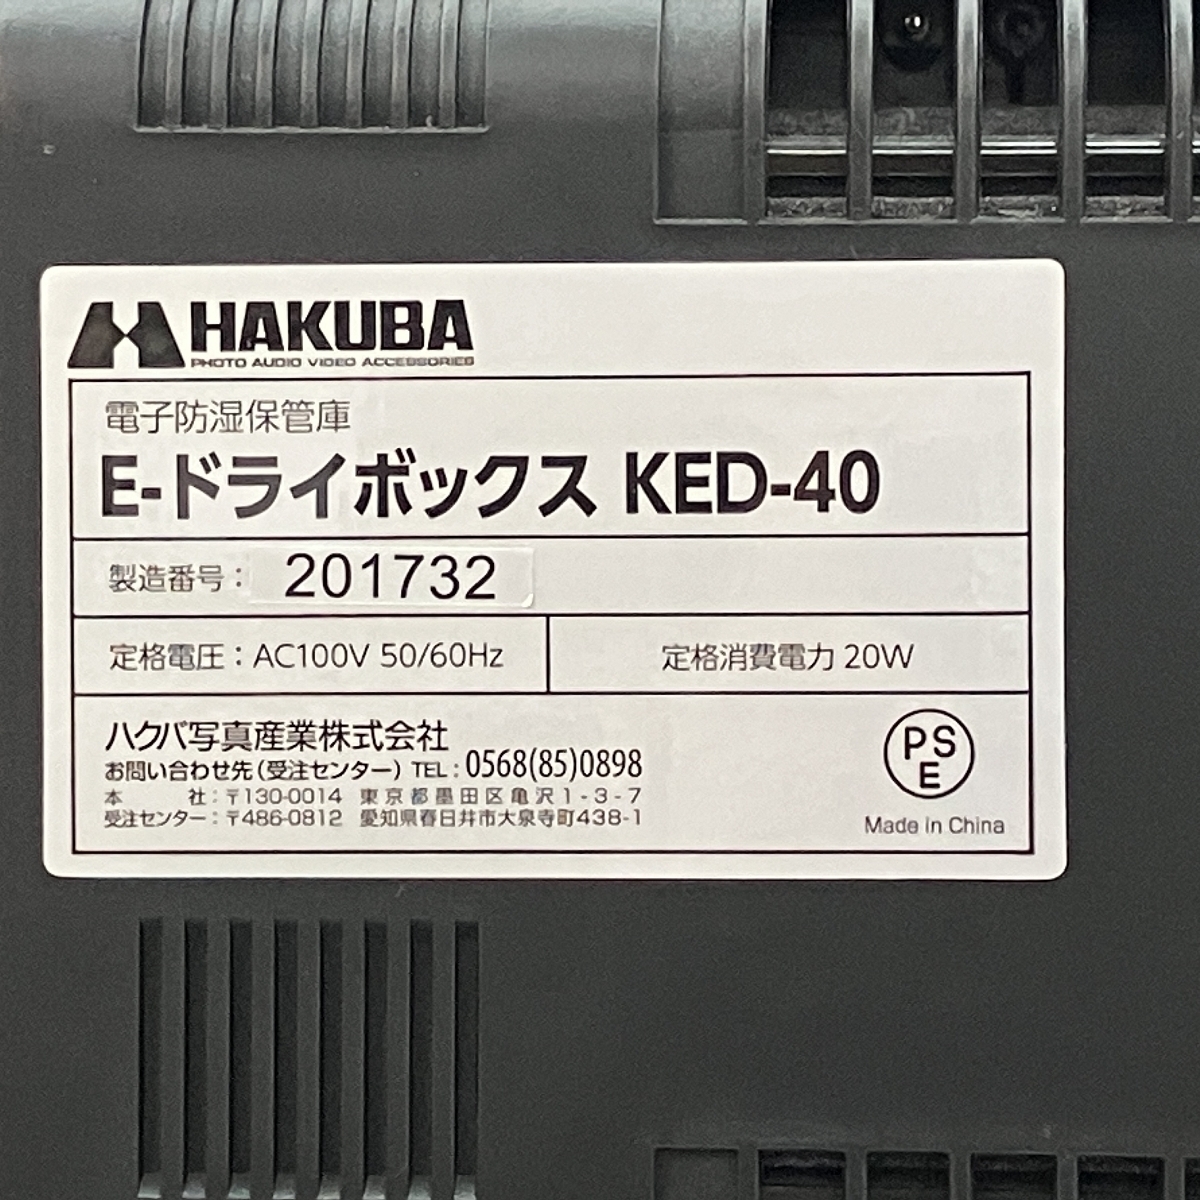 HAKUBA
PHOTO AUDIO VIDEO ACCESSORIES
電子防湿保管庫
E-ドライボックス KED-40
製造番号: 201732
定格電圧:AC100V 50/60Hz
定格消費電力 20W
ハクバ写真産業株式会社
お問い合わせ先(受注センター) TEL:0568(85)0898
本 社:〒130-0014 東京都墨田区亀沢1-3-7
受注センター:〒486-0812 愛知県春日井市大泉寺町438-1
PS
E
Made in China